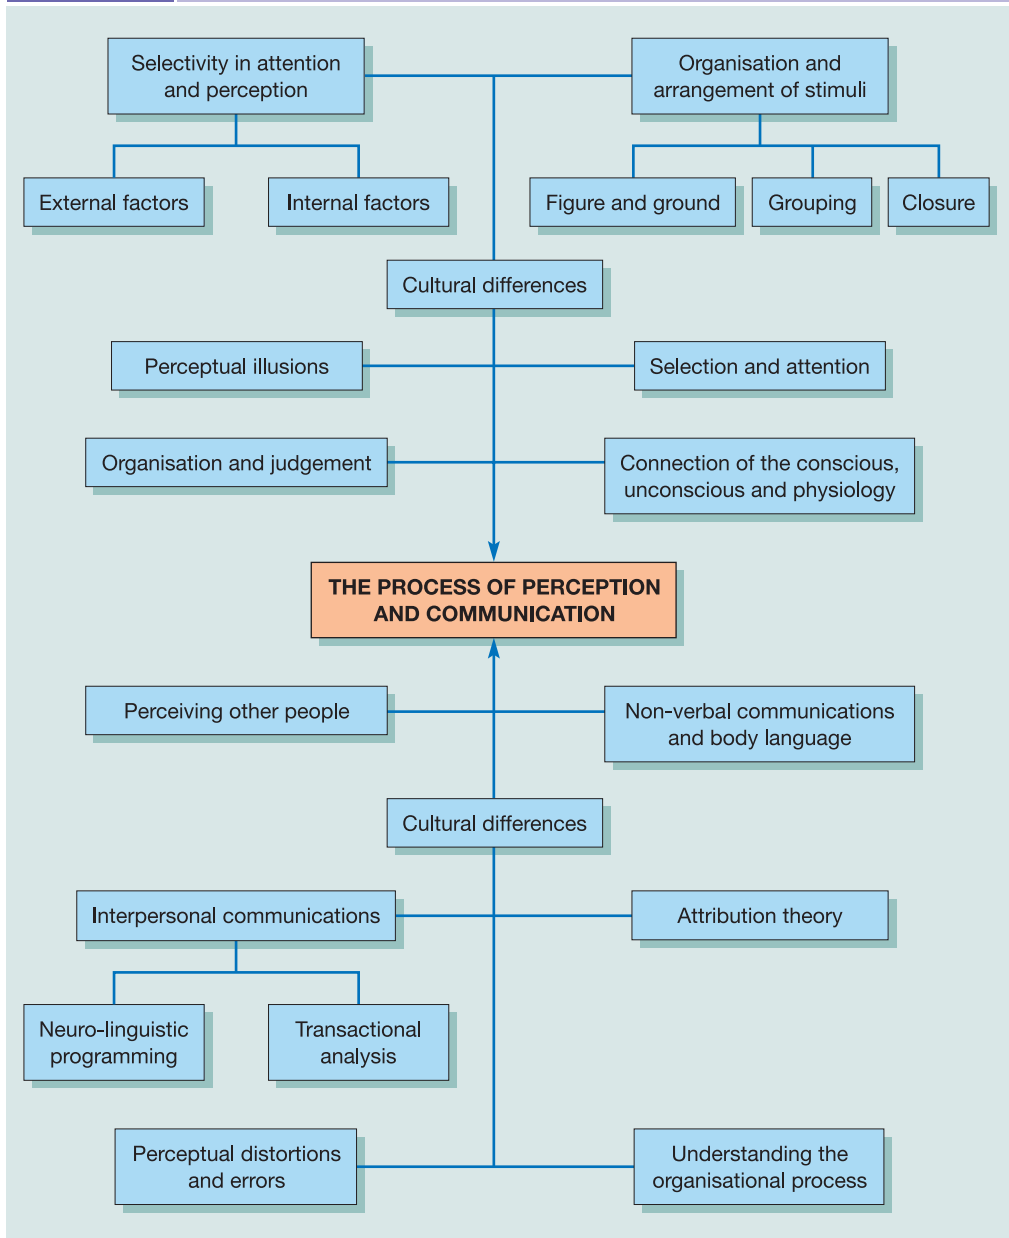 Selectivity in attention
and perception
Organisation and
arrangement of stimuli
External factors
Internal factors
Figure and ground
Grouping
Closure
Cultural differences
Perceptual illusions
Selection and attention
Organisation and judgement
Connection of the conscious,
unconscious and physiology
THE PROCESS OF PERCEPTION
AND COMMUNICATION
Perceiving other people
Non-verbal communications
and body language
Cultural differences
Interpersonal communications
Attribution theory
Neuro-linguistic
programming
Transactional
analysis
Perceptual distortions
and errors
Understanding the
organisational process